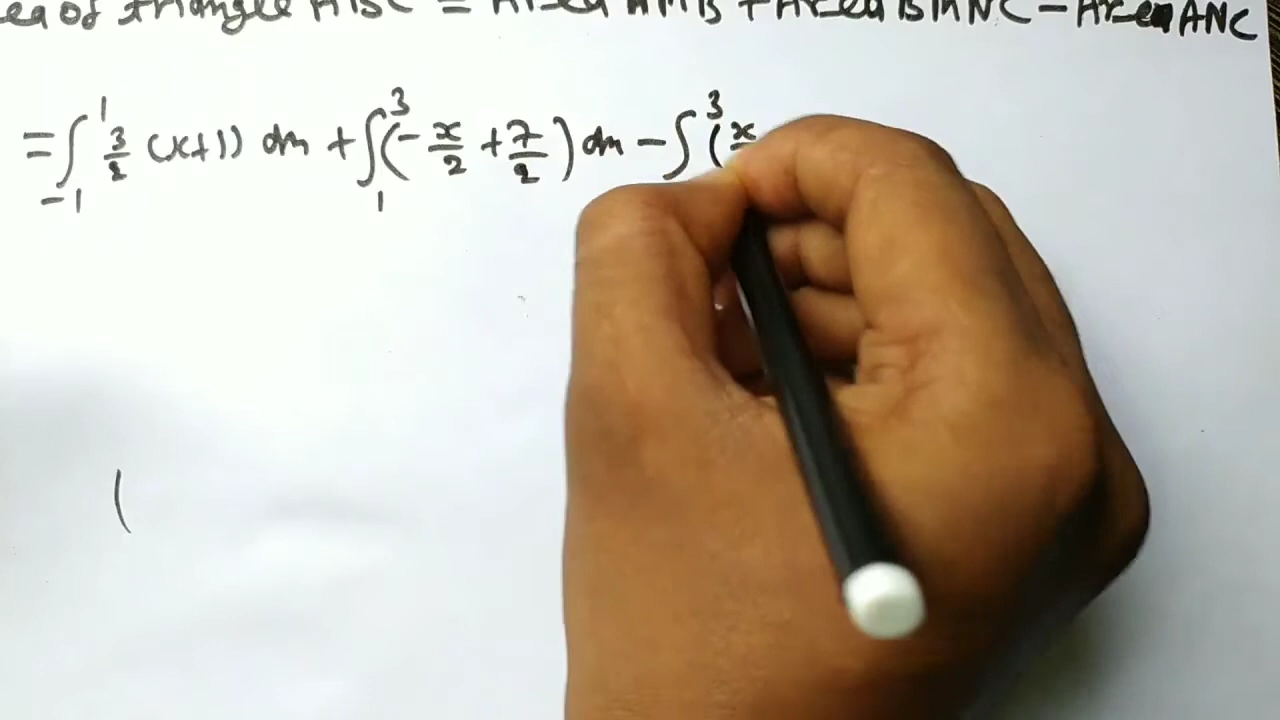 ea of triangle ABC = Area AMB + Area BMNC - Area ANC
= ∫_{-1}^{1} 3/2 (x+1) dx + ∫_{1}^{3} (-x/2 + 7/2) dx - ∫^{3} (x/
(